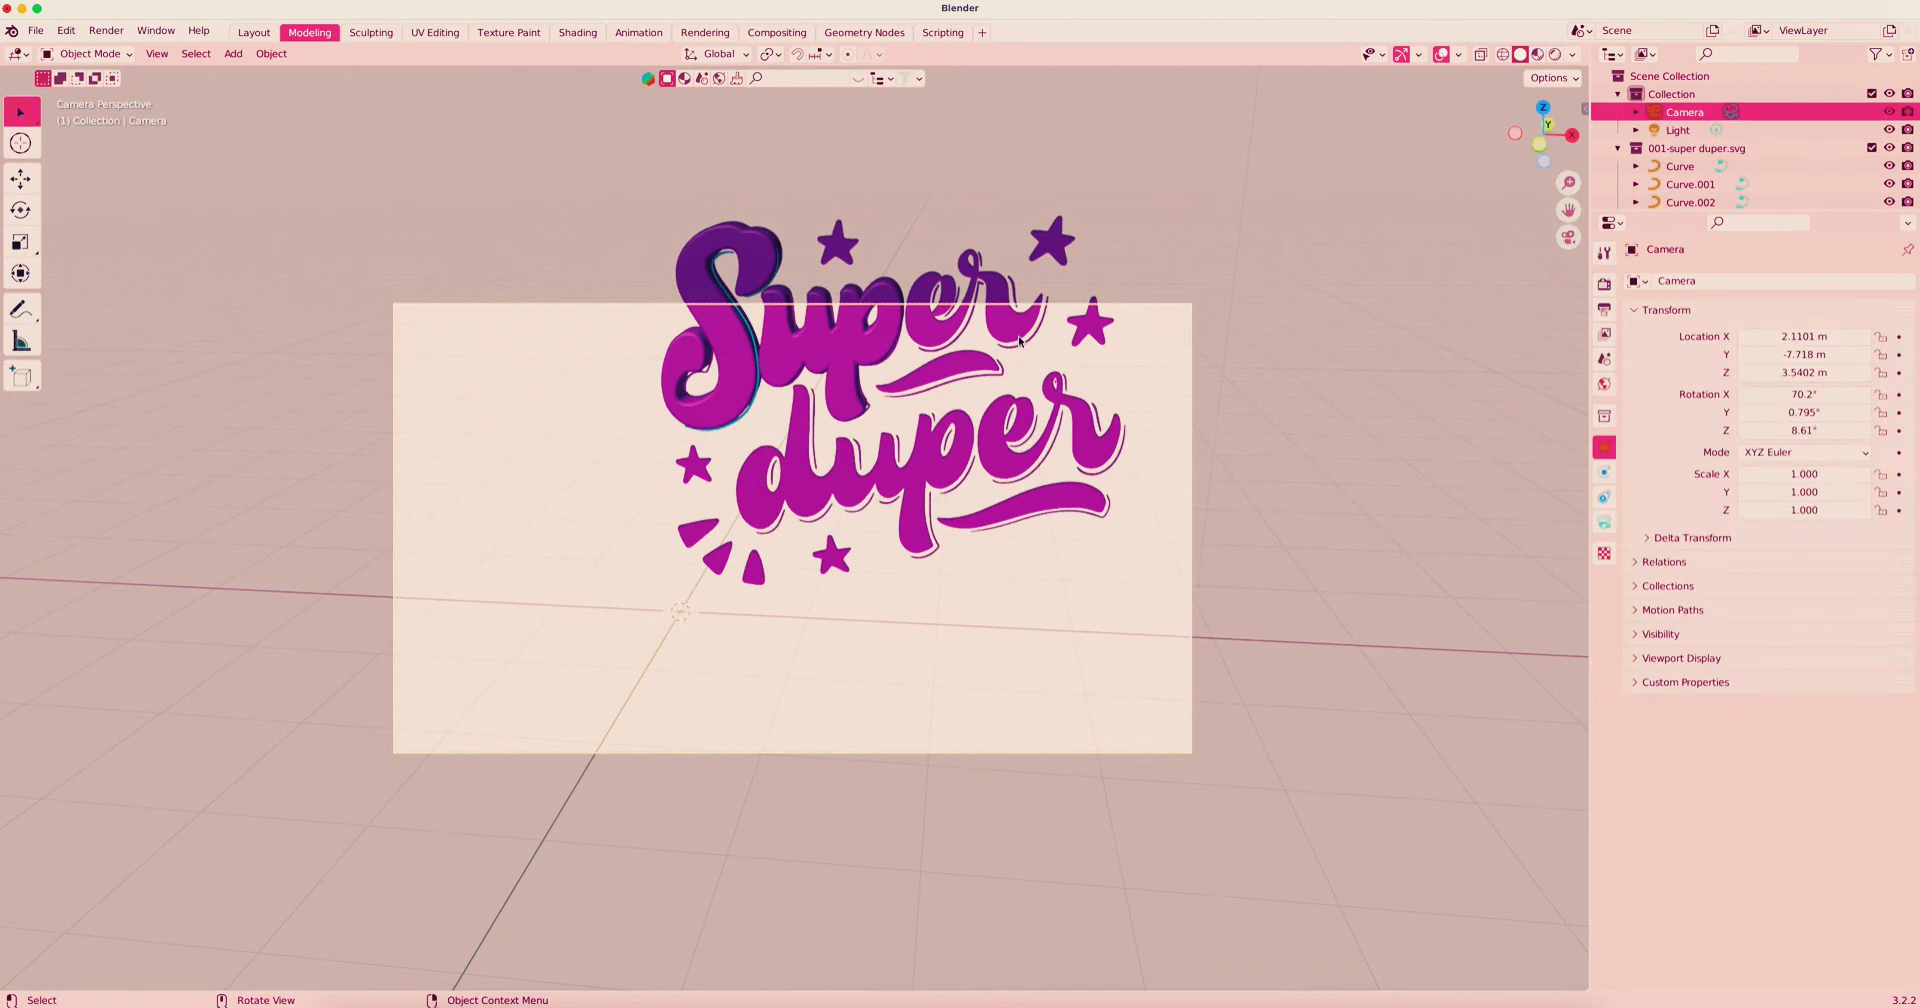 Blender
File Edit Render Window Help
Layout Modeling Sculpting UV Editing Texture Paint Shading Animation Rendering Compositing Geometry Nodes Scripting +
Scene
ViewLayer
Object Mode View Select Add Object
Global
Options
Camera Perspective
(1) Collection | Camera
Z
Y
X
Super
duper
Scene Collection
Collection
Camera
Light
001-super duper.svg
Curve
Curve.001
Curve.002
Camera
Camera
Transform
Location X 2.1101 m
Y -7.718 m
Z 3.5402 m
Rotation X 70.2°
Y 0.795°
Z 8.61°
Mode XYZ Euler
Scale X 1.000
Y 1.000
Z 1.000
Delta Transform
Relations
Collections
Motion Paths
Visibility
Viewport Display
Custom Properties
Select
Rotate View
Object Context Menu
3.2.2